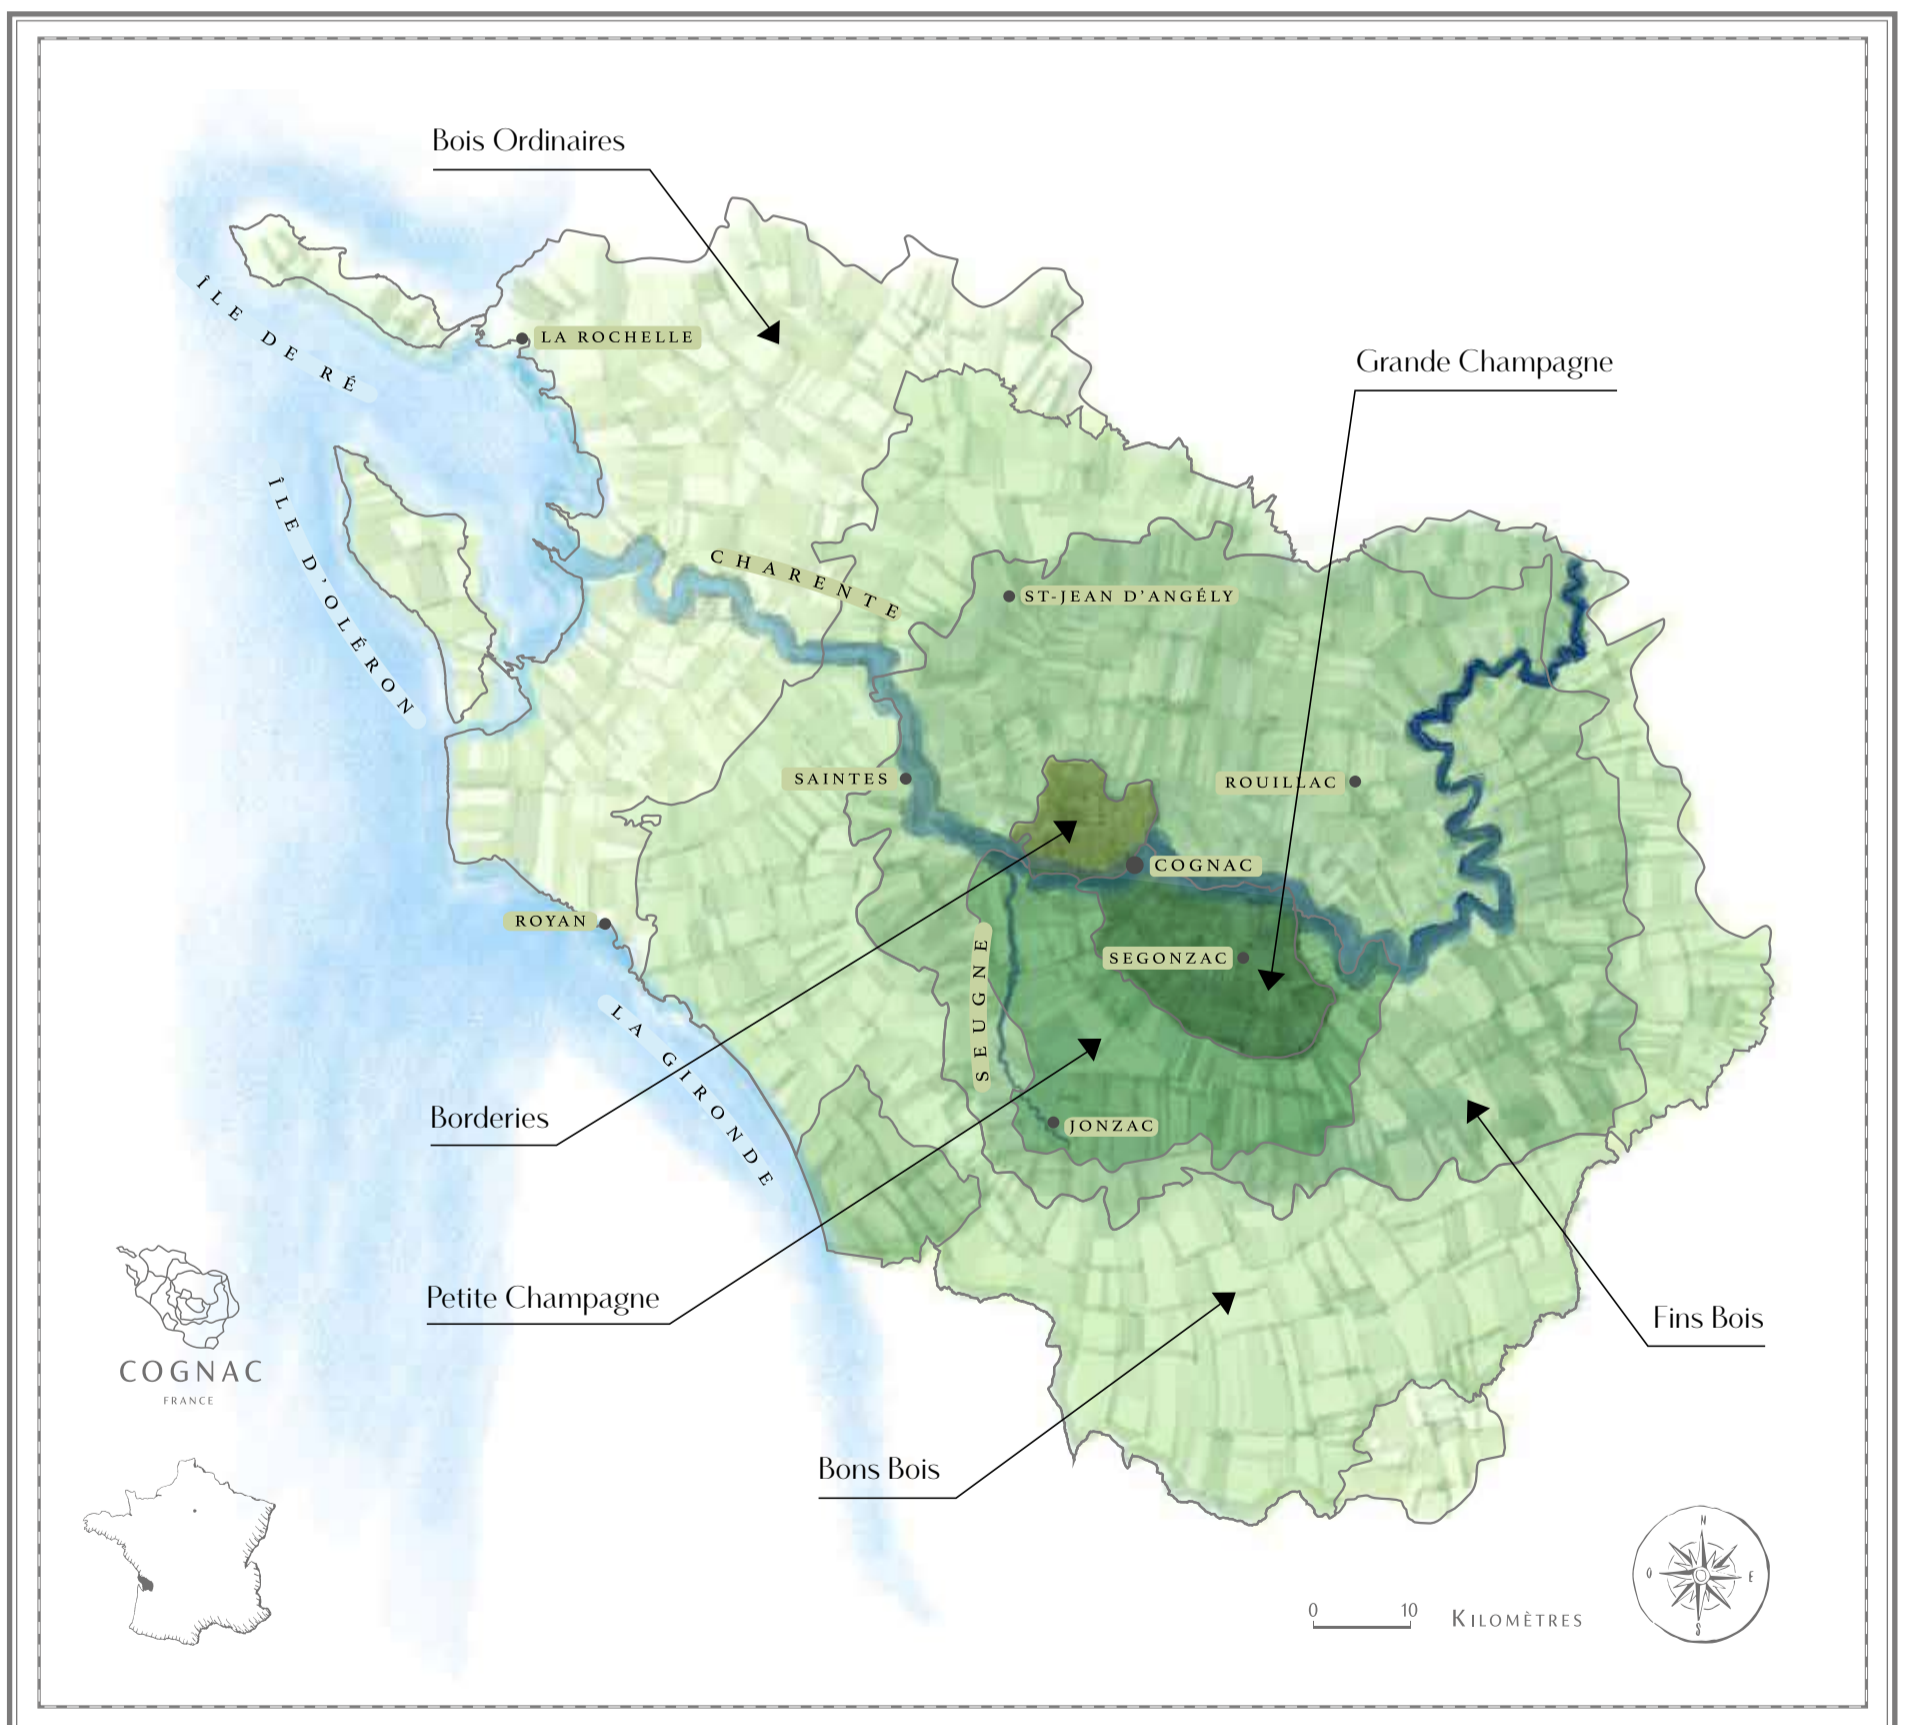 Bois Ordinaires
Grande Champagne
ÎLE DE RÉ
LA ROCHELLE
ÎLE D'OLÉRON
CHARENTE
ST-JEAN D'ANGÉLY
SAINTES
ROUILLAC
COGNAC
ROYAN
SEGONZAC
SEUGNE
LA GIRONDE
Borderies
JONZAC
Petite Champagne
Fins Bois
COGNAC
FRANCE
Bons Bois
N
O
E
S
0 10 KILOMÈTRES